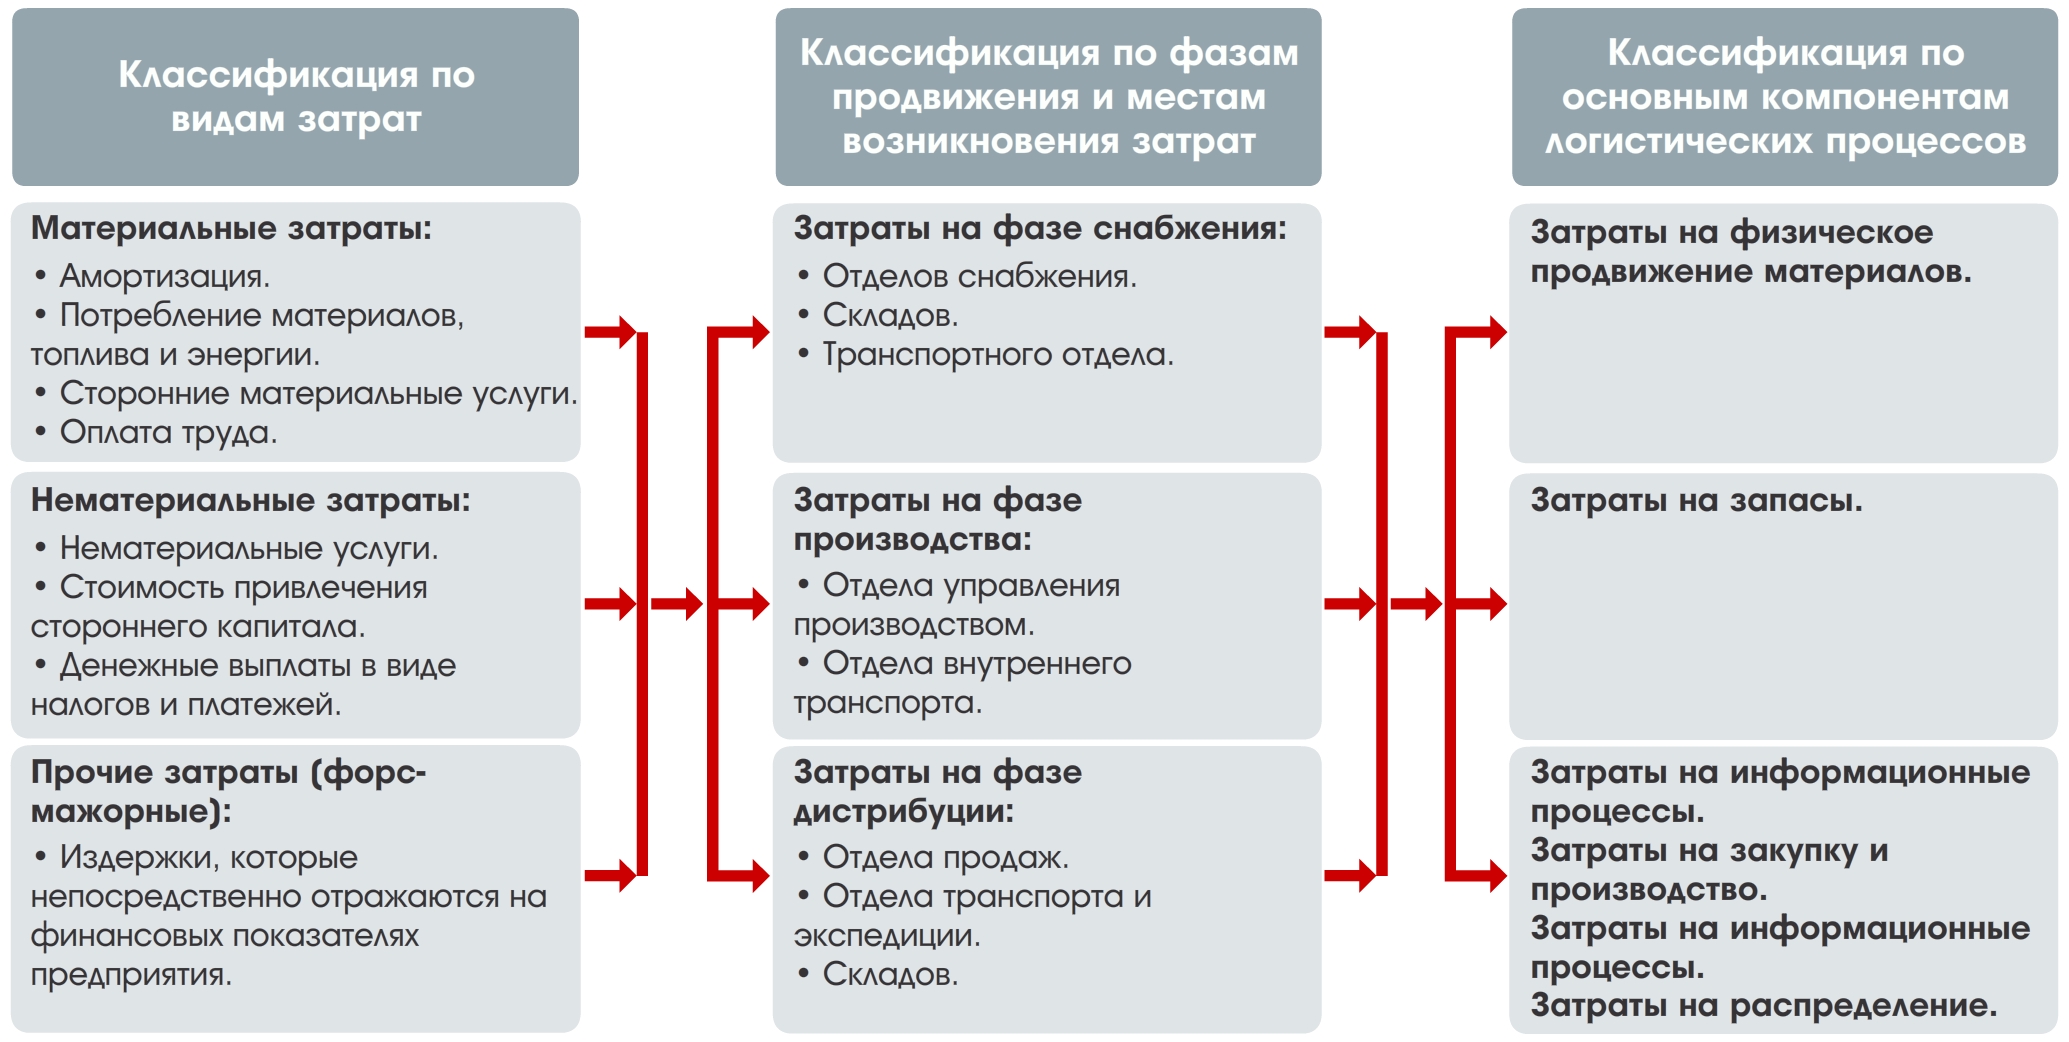 Классификация по
видам затрат
Материальные затраты:
• Амортизация.
• Потребление материалов,
топлива и энергии.
• Сторонние материальные услуги.
• Оплата труда.
Нематериальные затраты:
• Нематериальные услуги.
• Стоимость привлечения
стороннего капитала.
• Денежные выплаты в виде
налогов и платежей.
Прочие затраты (форс-
мажорные):
• Издержки, которые
непосредственно отражаются на
финансовых показателях
предприятия.
Классификация по фазам
продвижения и местам
возникновения затрат
Затраты на фазе снабжения:
• Отделов снабжения.
• Складов.
• Транспортного отдела.
Затраты на фазе
производства:
• Отдела управления
производством.
• Отдела внутреннего
транспорта.
Затраты на фазе
дистрибуции:
• Отдела продаж.
• Отдела транспорта и
экспедиции.
• Складов.
Классификация по
основным компонентам
логистических процессов
Затраты на физическое
продвижение материалов.
Затраты на запасы.
Затраты на информационные
процессы.
Затраты на закупку и
производство.
Затраты на информационные
процессы.
Затраты на распределение.